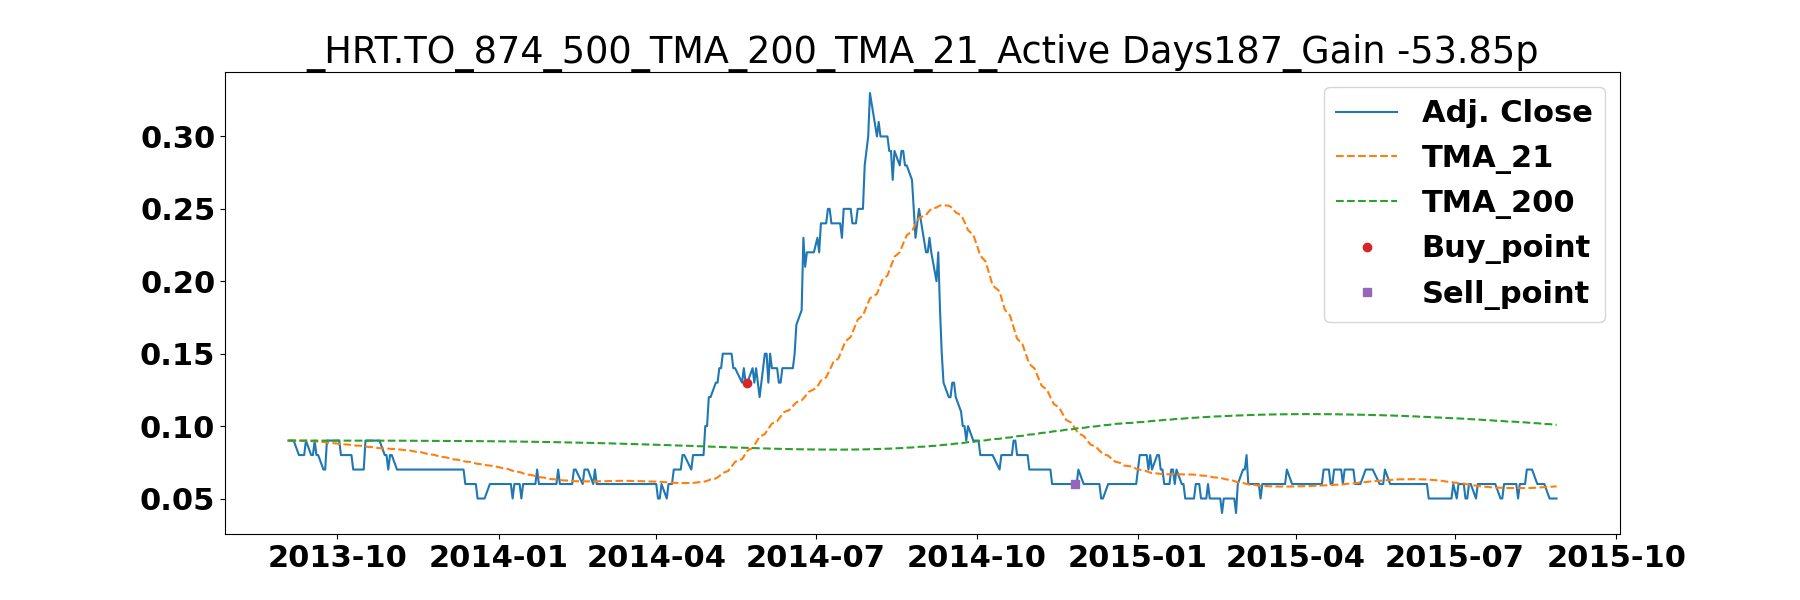 _HRT.TO_874_500_TMA_200_TMA_21_Active Days187_Gain -53.85p
0.30
0.25
0.20
0.15
0.10
0.05
Adj. Close
TMA_21
TMA_200
Buy_point
Sell_point
2013-10 2014-01 2014-04 2014-07 2014-10 2015-01 2015-04 2015-07 2015-10